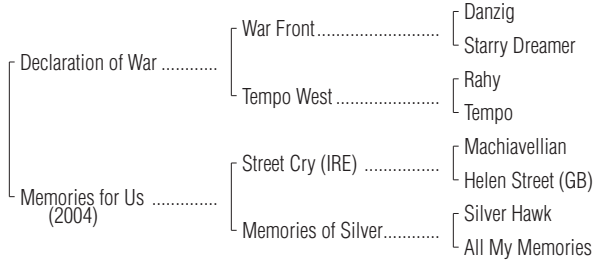 Danzig
War Front
Starry Dreamer
Declaration of War
Rahy
Tempo West
Tempo
Machiavellian
Street Cry (IRE)
Helen Street (GB)
Memories for Us
(2004)
Silver Hawk
Memories of Silver
All My Memories